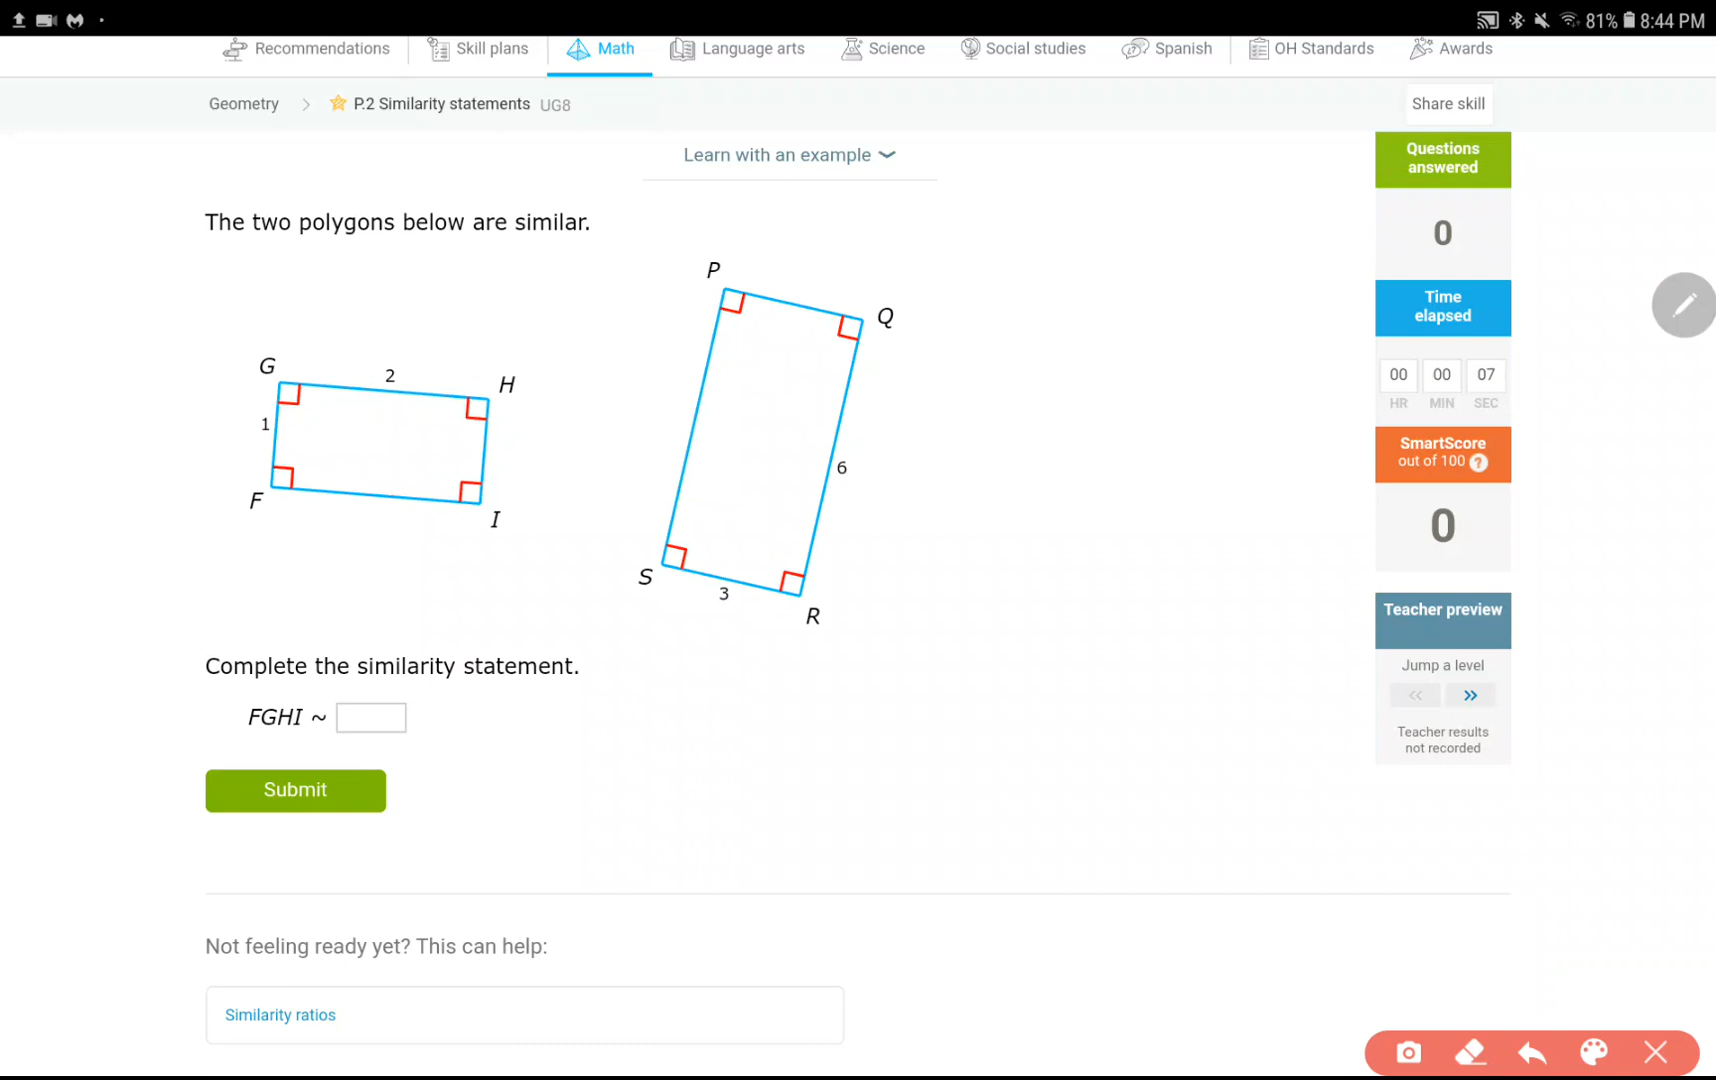 81% 8:44 PM
Recommendations Skill plans Math Language arts Science Social studies Spanish OH Standards Awards
Geometry P.2 Similarity statements UG8 Share skill
Learn with an example
Questions answered
0
Time elapsed
00 00 07
HR MIN SEC
SmartScore
out of 100 ?
0
Teacher preview
Jump a level
<< >>
Teacher results not recorded
The two polygons below are similar.
P
Q
G 2 H
1
F I
6
S 3 R
Complete the similarity statement.
FGHI ~
Submit
Not feeling ready yet? This can help:
Similarity ratios